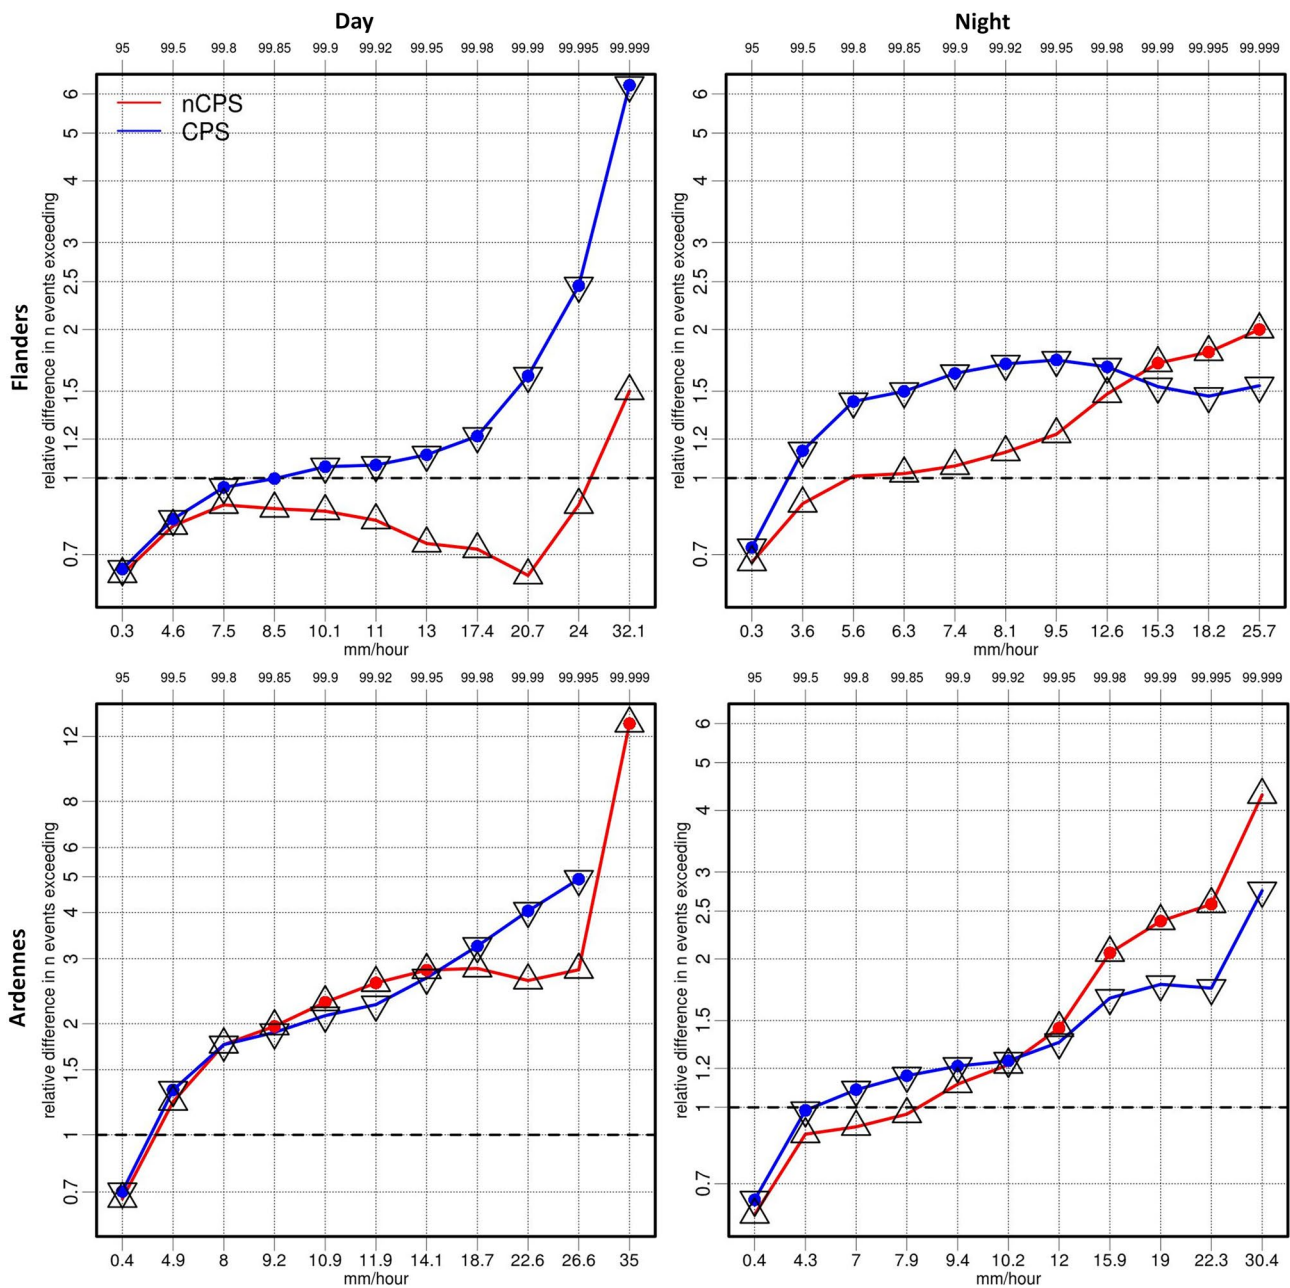 Day
Night
95 99.5 99.8 99.85 99.9 99.92 99.95 99.98 99.99 99.995 99.999
95 99.5 99.8 99.85 99.9 99.92 99.95 99.98 99.99 99.995 99.999
Flanders
relative difference in n events exceeding
6
5
4
3
2.5
2
1.5
1.2
1
0.7
nCPS
CPS
0.3 4.6 7.5 8.5 10.1 11 13 17.4 20.7 24 32.1
mm/hour
relative difference in n events exceeding
6
5
4
3
2.5
2
1.5
1.2
1
0.7
0.3 3.6 5.6 6.3 7.4 8.1 9.5 12.6 15.3 18.2 25.7
mm/hour
95 99.5 99.8 99.85 99.9 99.92 99.95 99.98 99.99 99.995 99.999
95 99.5 99.8 99.85 99.9 99.92 99.95 99.98 99.99 99.995 99.999
Ardennes
relative difference in n events exceeding
12
8
6
5
4
3
2
1.5
1
0.7
0.4 4.9 8 9.2 10.9 11.9 14.1 18.7 22.6 26.6 35
mm/hour
relative difference in n events exceeding
6
5
4
3
2.5
2
1.5
1.2
1
0.7
0.4 4.3 7 7.9 9.4 10.2 12 15.9 19 22.3 30.4
mm/hour